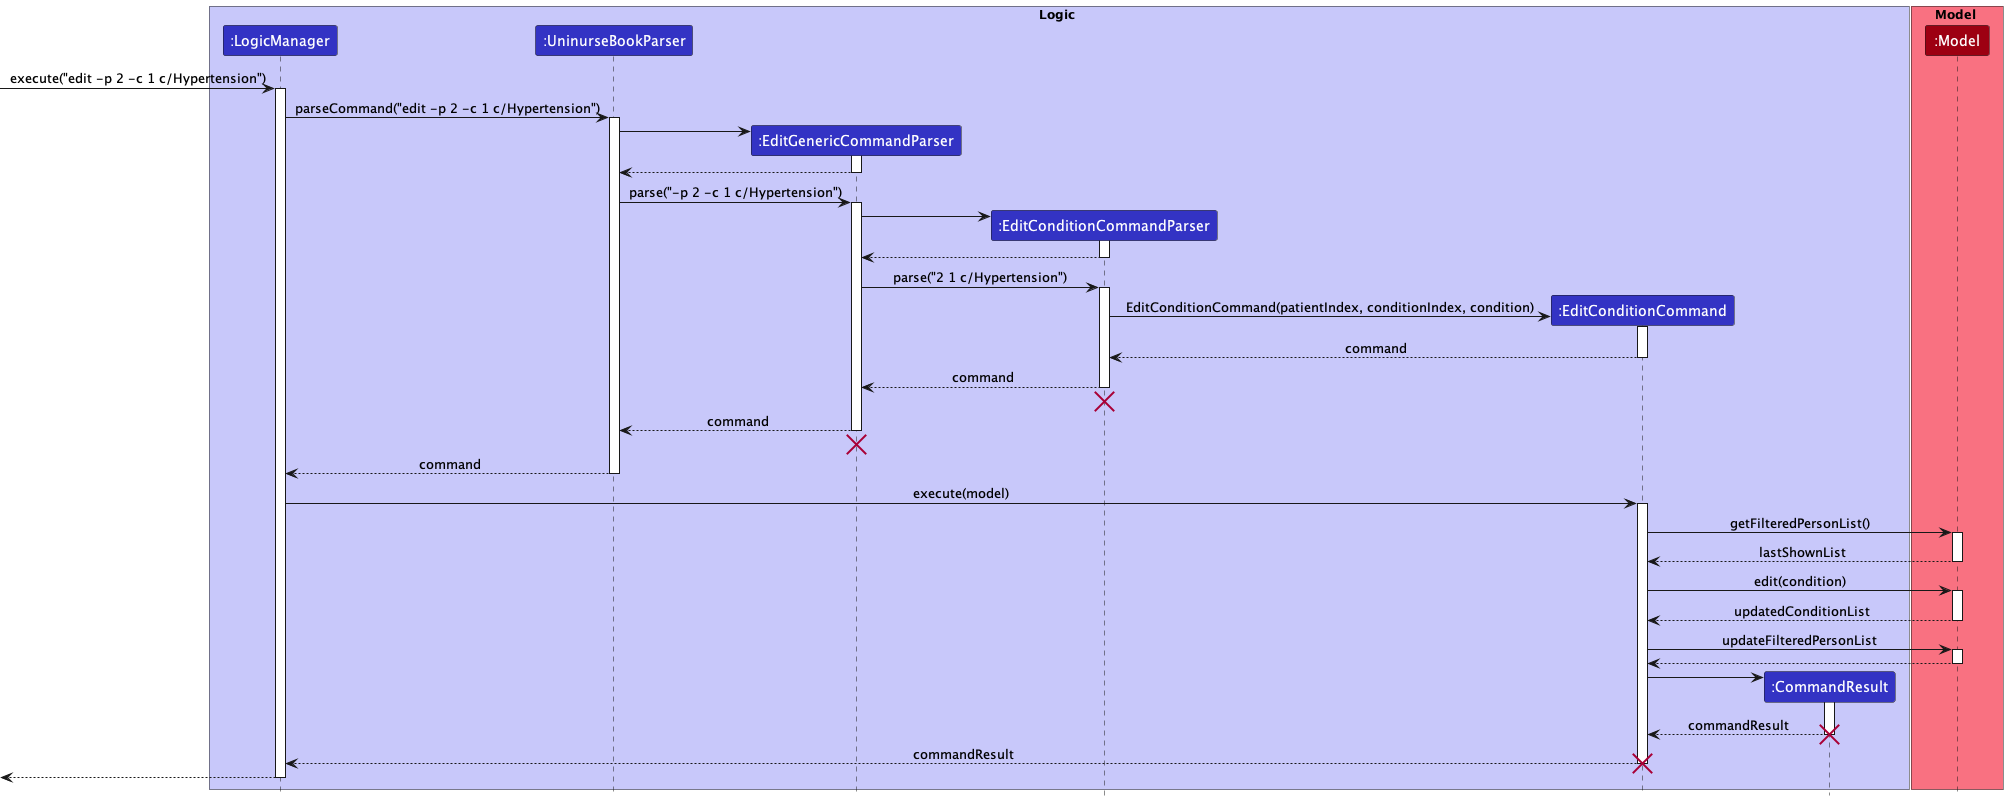 Logic
Model
:LogicManager
:UninurseBookParser
:Model
execute("edit -p 2 -c 1 c/Hypertension")
parseCommand("edit -p 2 -c 1 c/Hypertension")
:EditGenericCommandParser
parse("-p 2 -c 1 c/Hypertension")
:EditConditionCommandParser
parse("2 1 c/Hypertension")
EditConditionCommand(patientIndex, conditionIndex, condition)
:EditConditionCommand
command
command
command
command
execute(model)
getFilteredPersonList()
lastShownList
edit(condition)
updatedConditionList
updateFilteredPersonList
:CommandResult
commandResult
commandResult